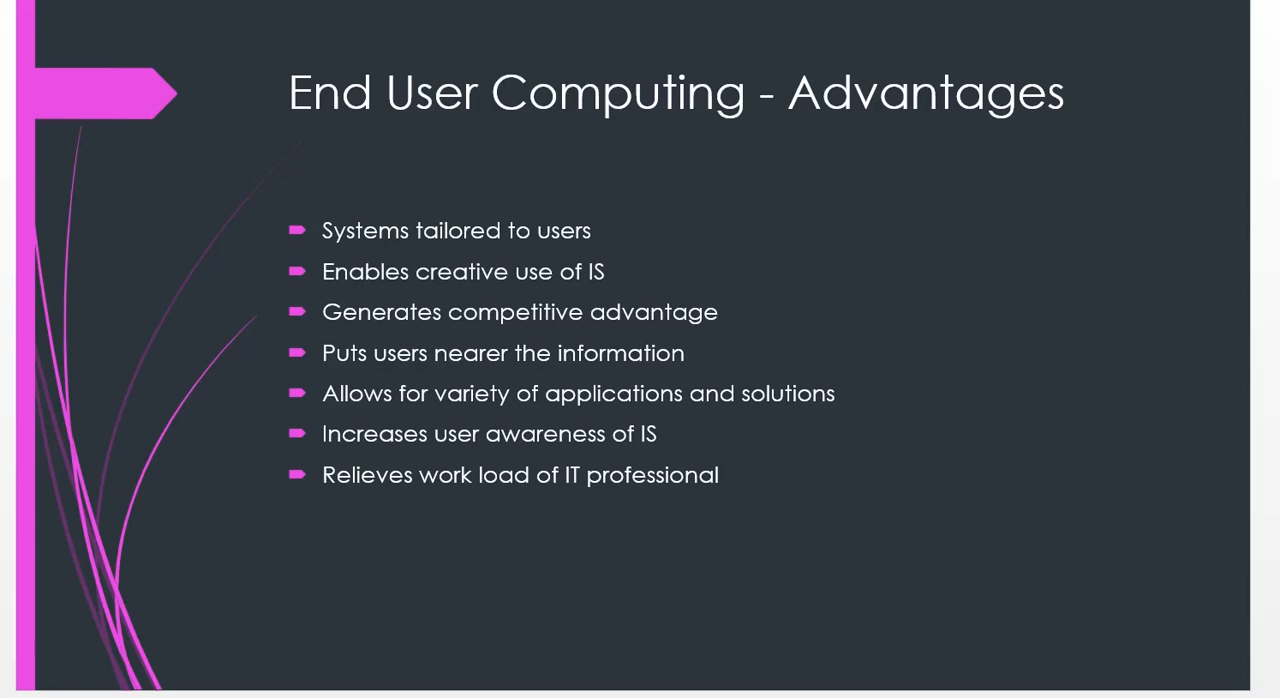 End User Computing - Advantages
Systems tailored to users
Enables creative use of IS
Generates competitive advantage
Puts users nearer the information
Allows for variety of applications and solutions
Increases user awareness of IS
Relieves work load of IT professional